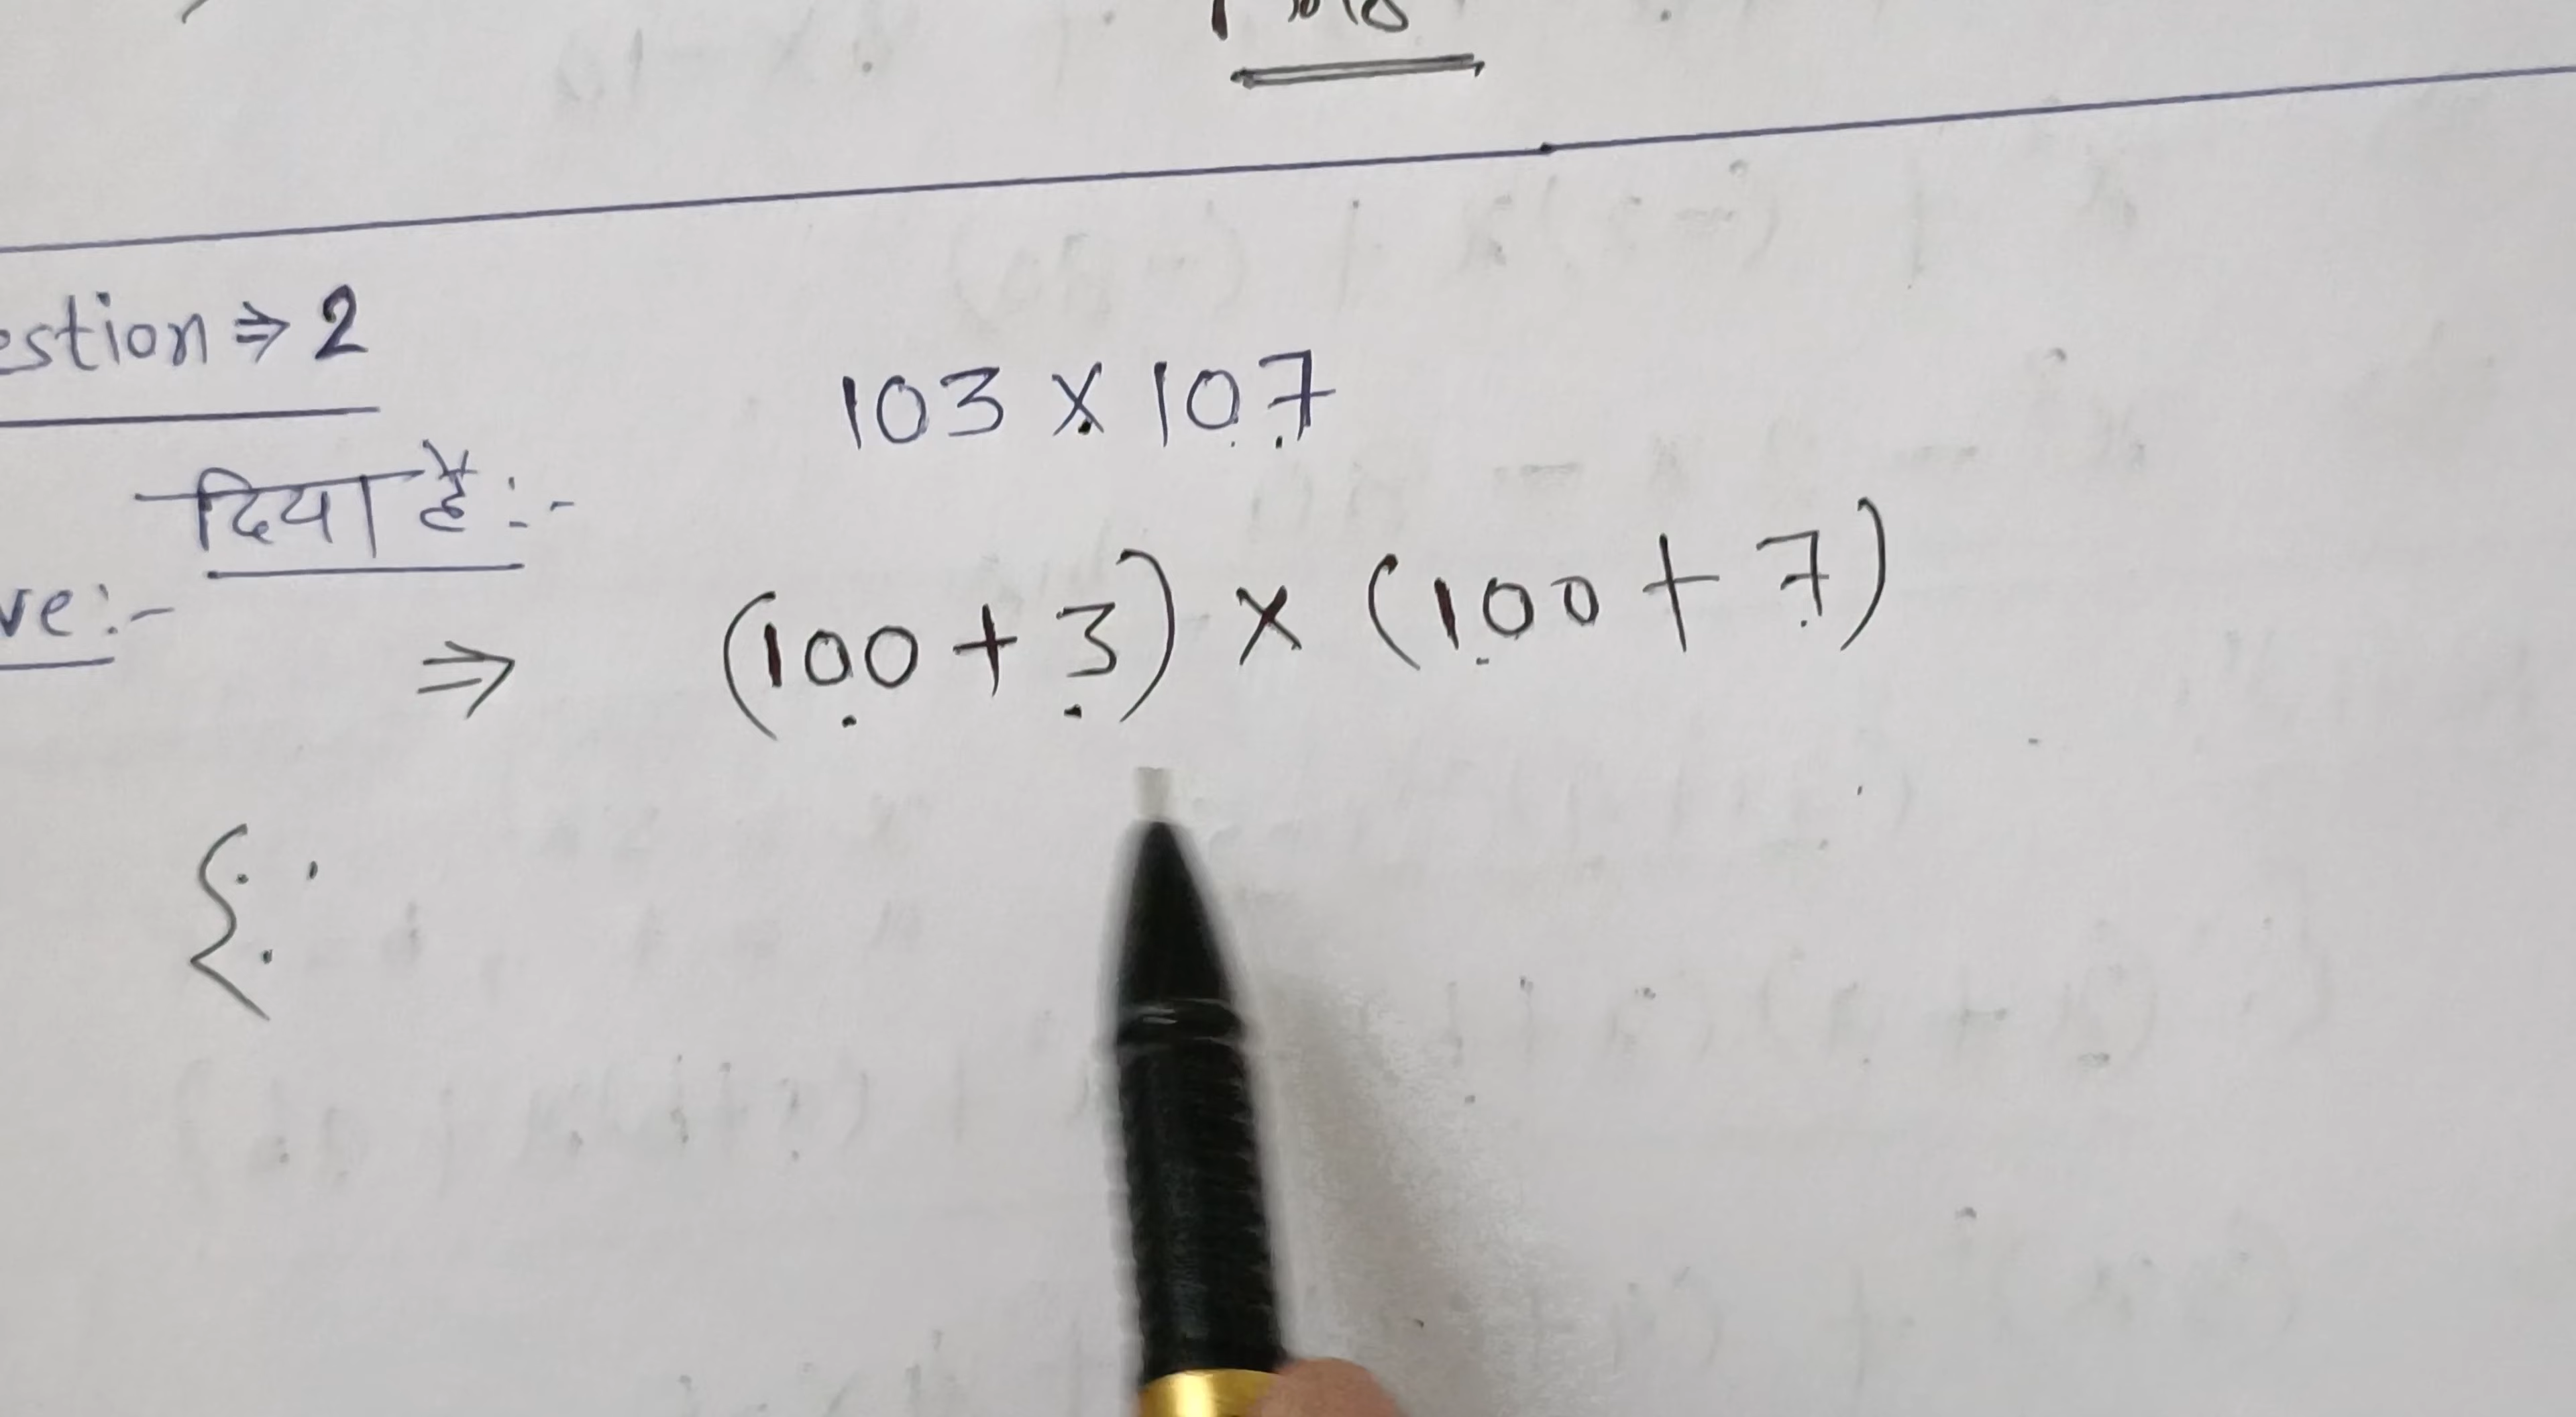 estion ⇒ 2
103 × 107
दिया है :-
ve :-
⇒ (100 + 3) × (100 + 7)
{